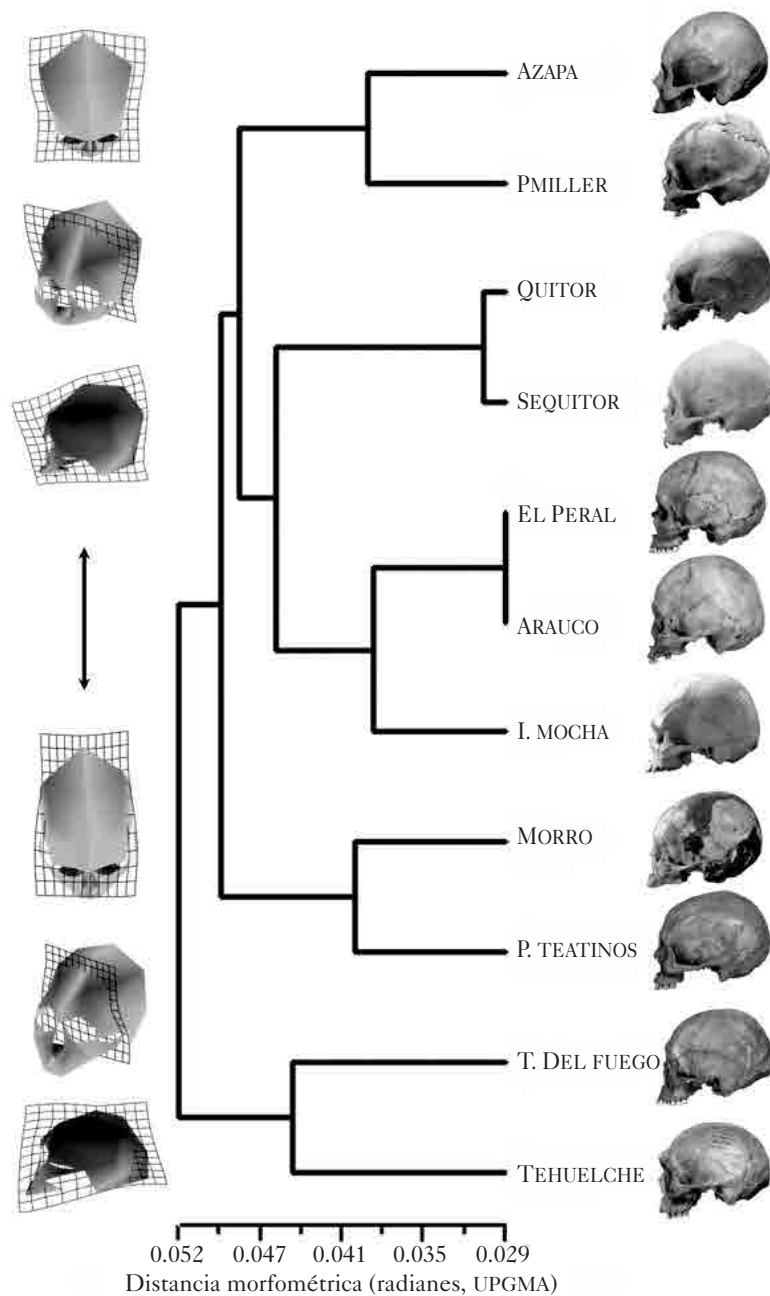 AZAPA
PMILLER
QUITOR
SEQUITOR
EL PERAL
ARAUCO
I. MOCHA
MORRO
P. TEATINOS
T. DEL FUEGO
TEHUELCHE
0.052 0.047 0.041 0.035 0.029
Distancia morfométrica (radianes, UPGMA)